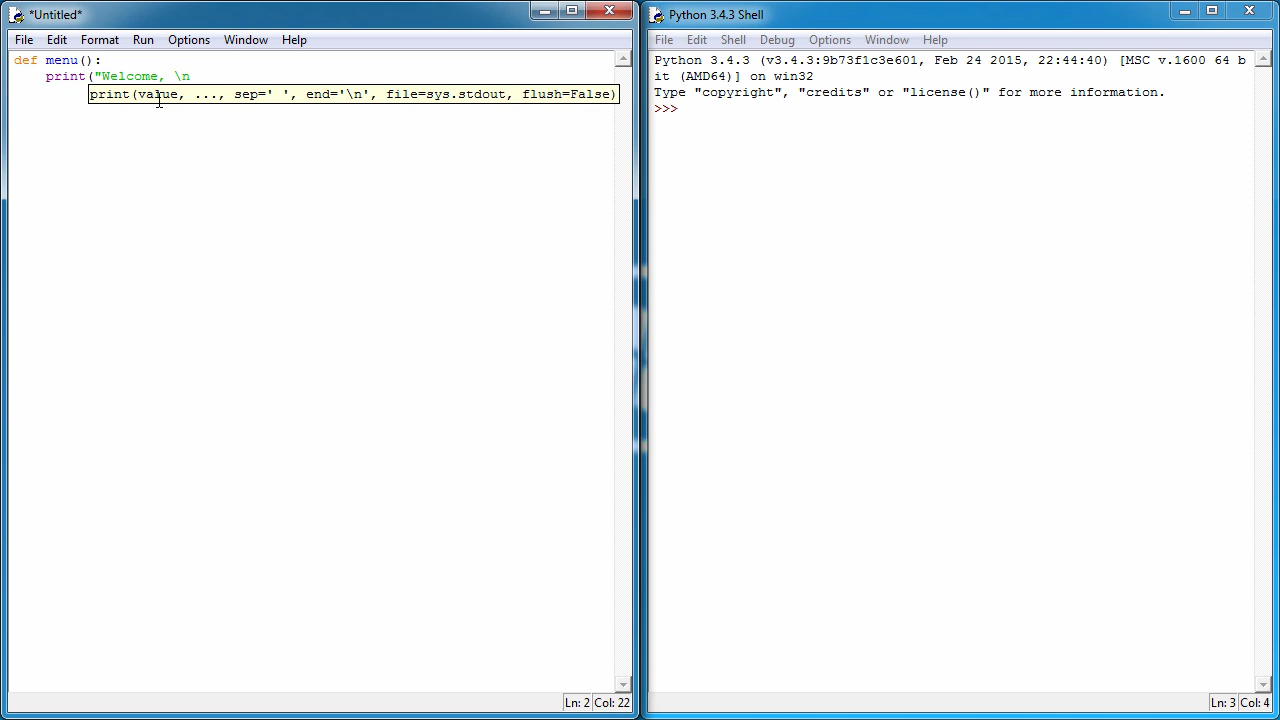 *Untitled*
File Edit Format Run Options Window Help
def menu():
    print("Welcome, \n
print(value, ..., sep=' ', end='\n', file=sys.stdout, flush=False)
Ln: 2 Col: 22
Python 3.4.3 Shell
File Edit Shell Debug Options Window Help
Python 3.4.3 (v3.4.3:9b73f1c3e601, Feb 24 2015, 22:44:40) [MSC v.1600 64 b
it (AMD64)] on win32
Type "copyright", "credits" or "license()" for more information.
>>>
Ln: 3 Col: 4